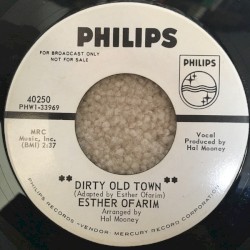 PHILIPS
FOR BROADCAST ONLY
NOT FOR SALE
PHILIPS
40250
PHW1-33969
MRC
Music, Inc.
(BMI) 2:37
Vocal
Produced by
Hal Mooney
** DIRTY OLD TOWN **
(Adapted by Esther Ofarim)
ESTHER OFARIM
Arranged by
Hal Mooney
PHILIPS RECORDS—VENDOR: MERCURY RECORD CORPORATION